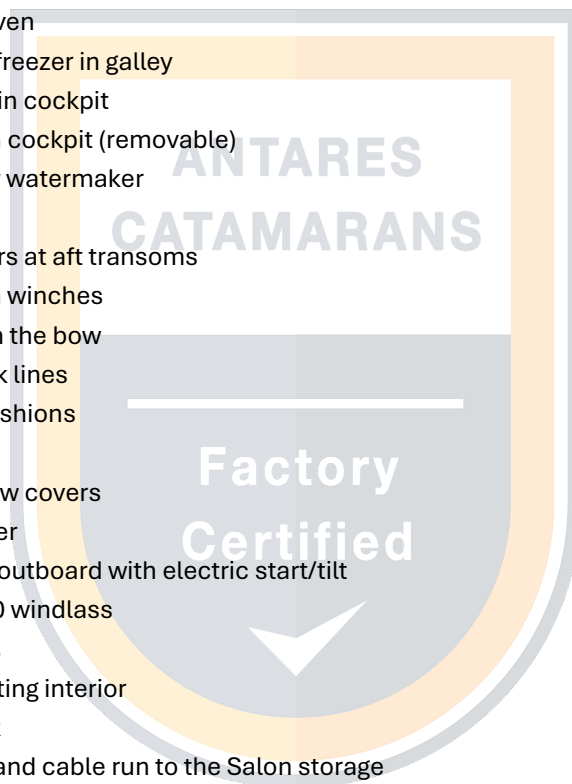 ven
freezer in galley
in cockpit
cockpit (removable)
ANTARES
watermaker
CATAMARANS
rs at aft transoms
winches
n the bow
k lines
shions
Factory
w covers
er
Certified
outboard with electric start/tilt
0 windlass
ting interior
and cable run to the Salon storage